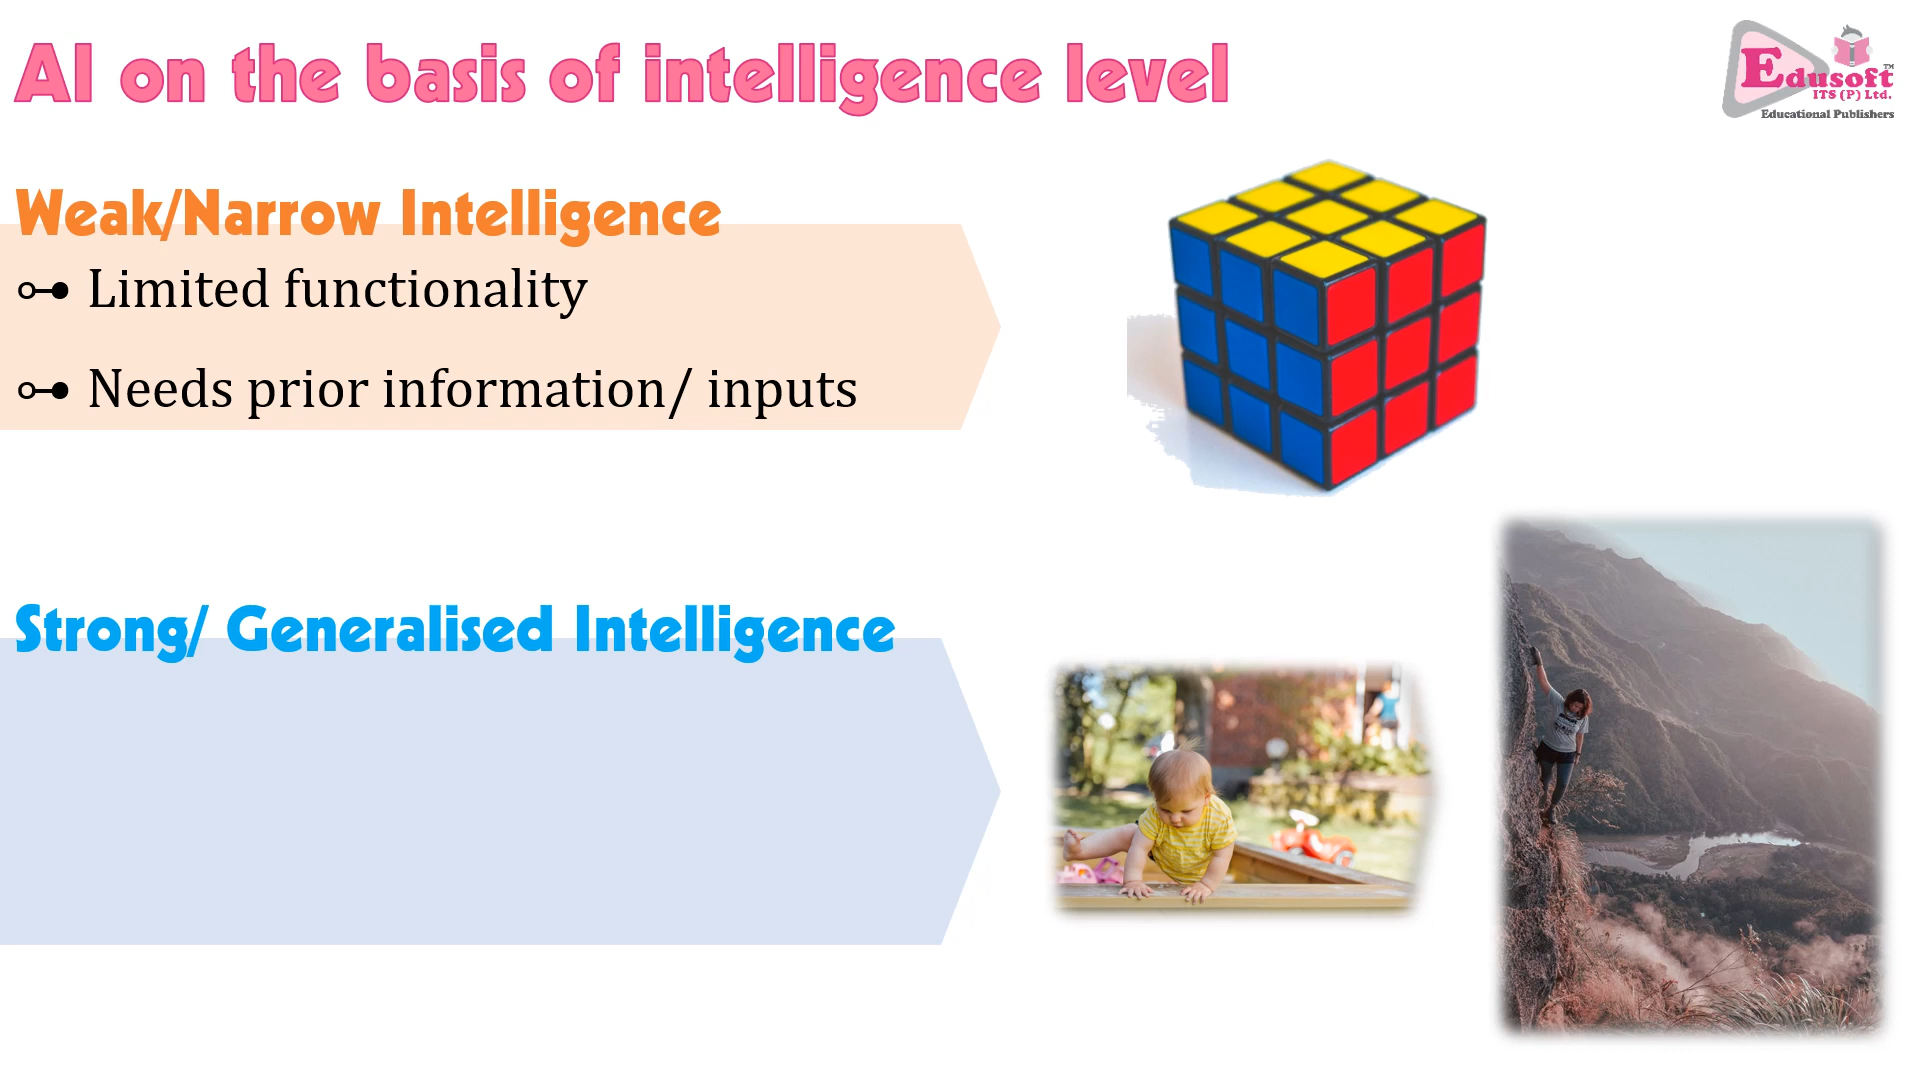 AI on the basis of intelligence level
Edusoft™
ITS (P) Ltd.
Educational Publishers
Weak/Narrow Intelligence
Limited functionality
Needs prior information/ inputs
Strong/ Generalised Intelligence